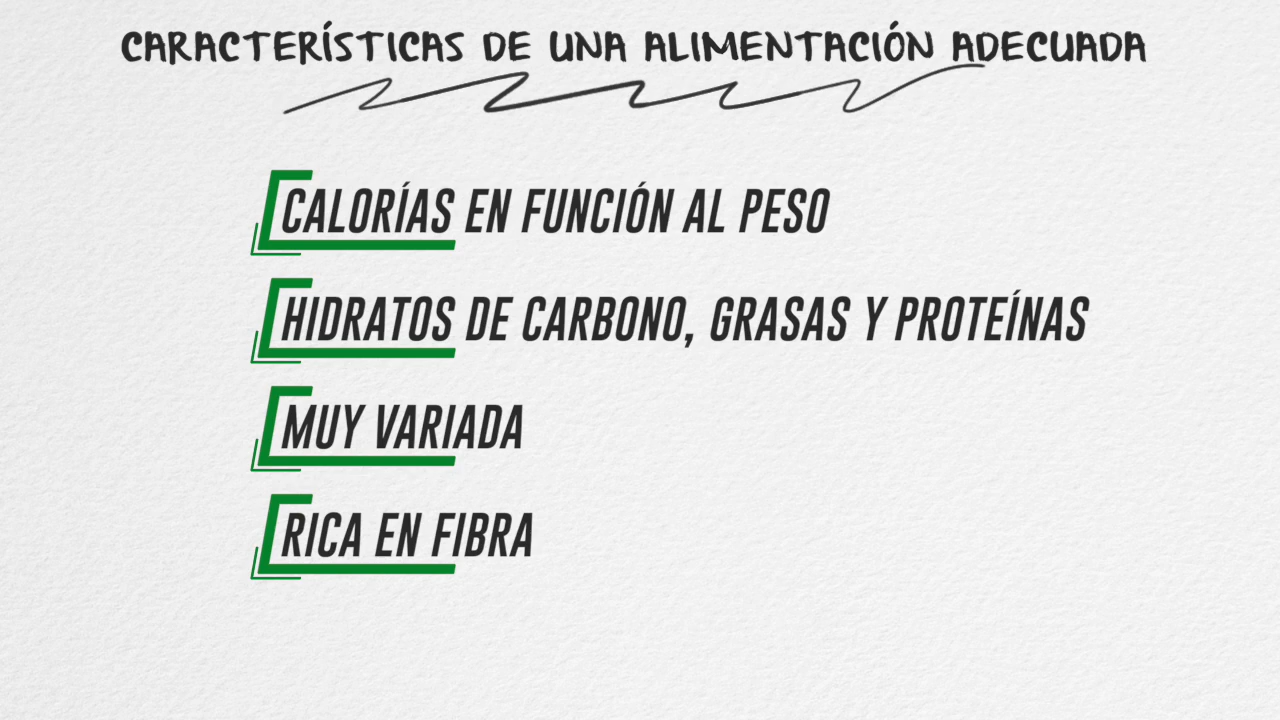 CARACTERÍSTICAS DE UNA ALIMENTACIÓN ADECUADA
CALORÍAS EN FUNCIÓN AL PESO
HIDRATOS DE CARBONO, GRASAS Y PROTEÍNAS
MUY VARIADA
RICA EN FIBRA